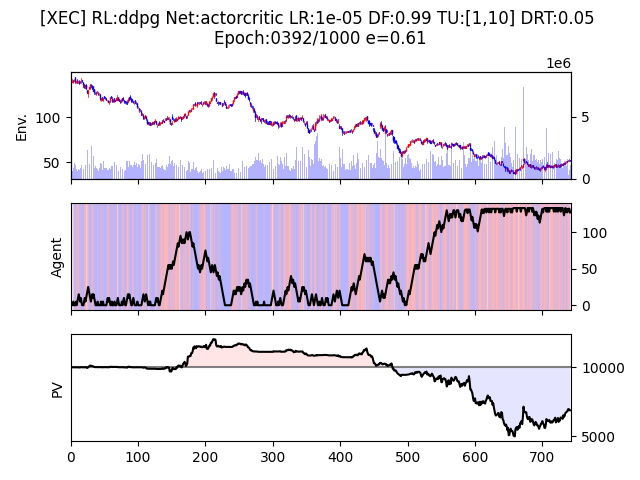 [XEC] RL:ddpg Net:actorcritic LR:1e-05 DF:0.99 TU:[1,10] DRT:0.05
Epoch:0392/1000 e=0.61
1e6
Env.
100
50
5
0
Agent
100
50
0
PV
10000
5000
0 100 200 300 400 500 600 700